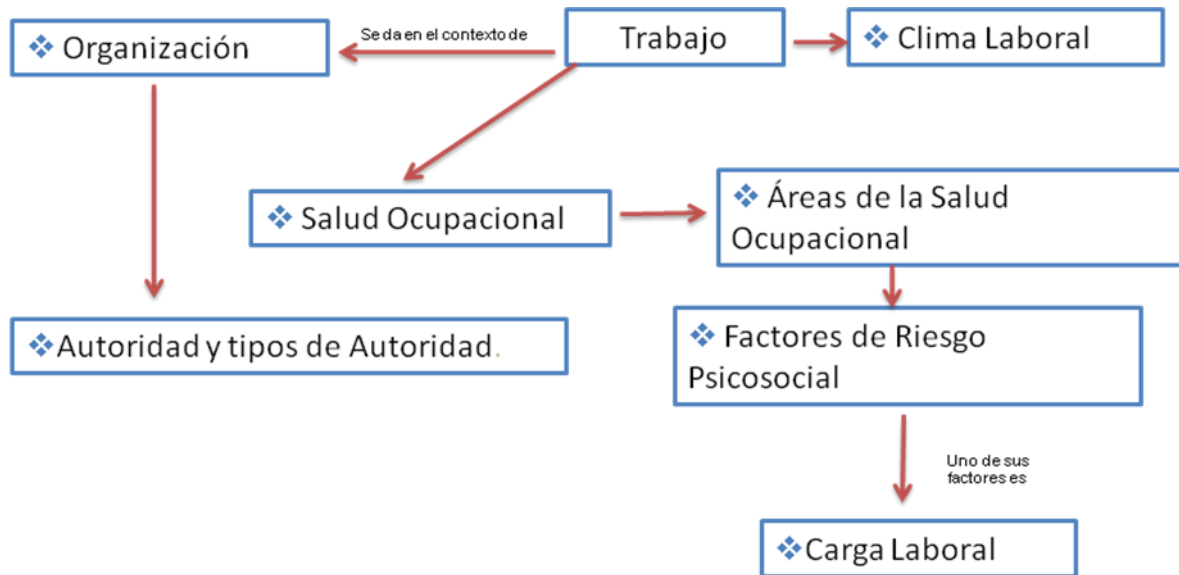 ❖ Organización
Se da en el contexto de
Trabajo
❖ Clima Laboral
❖ Salud Ocupacional
❖ Áreas de la Salud
Ocupacional
❖Autoridad y tipos de Autoridad.
❖ Factores de Riesgo
Psicosocial
Uno de sus
factores es
❖Carga Laboral